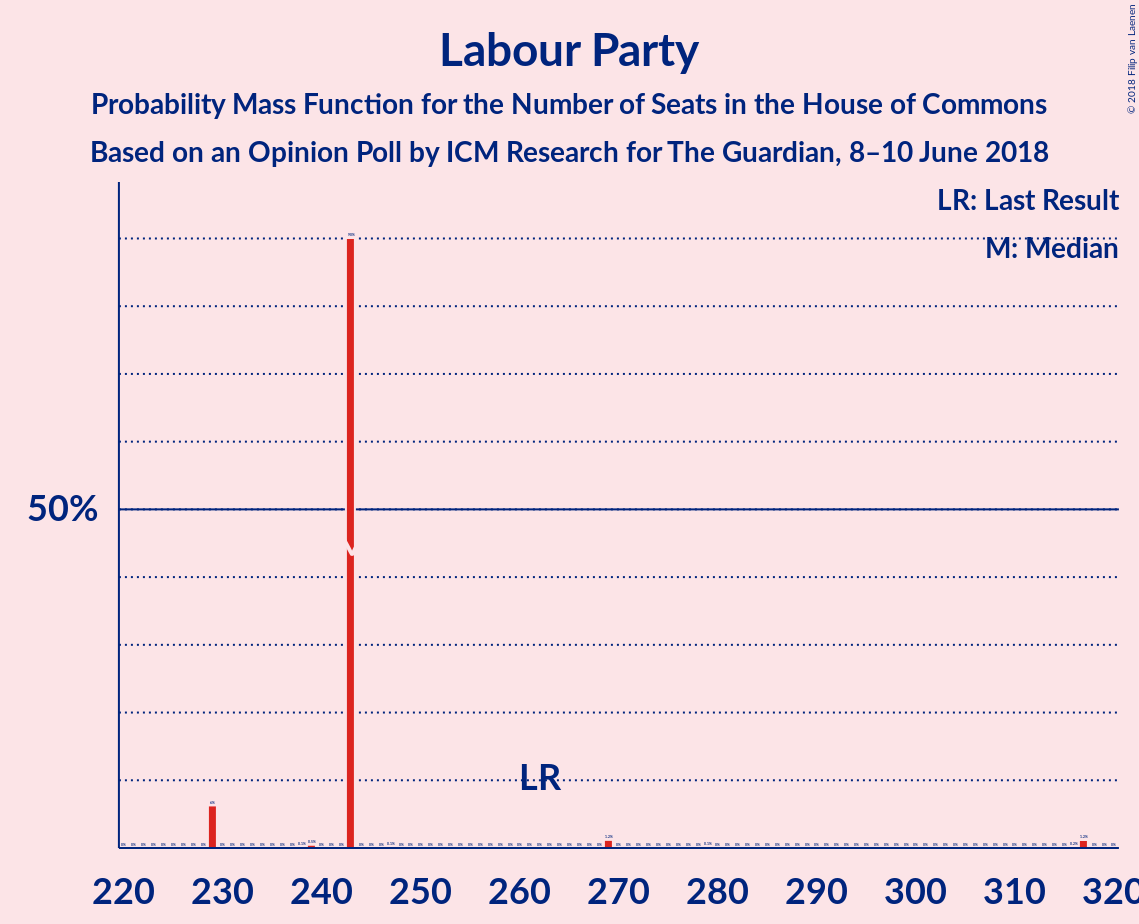 © 2018 Filip van Laenen
Labour Party
Probability Mass Function for the Number of Seats in the House of Commons
Based on an Opinion Poll by ICM Research for The Guardian, 8–10 June 2018
LR: Last Result
M: Median
50%
M
LR
220 230 240 250 260 270 280 290 300 310 320